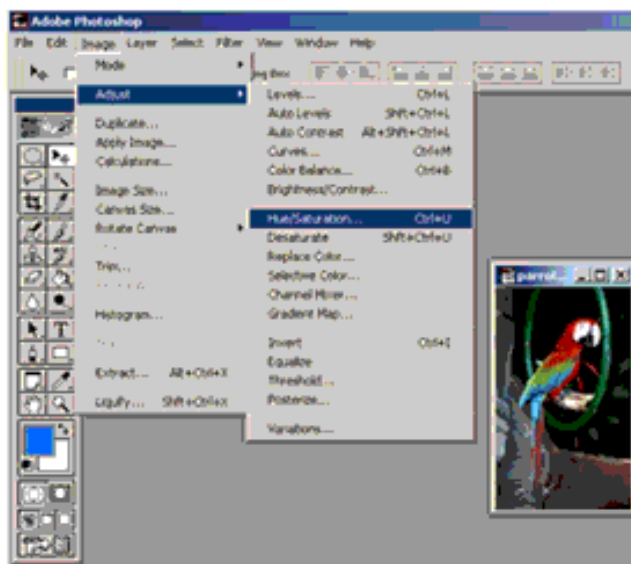 Adobe Photoshop
File Edit Image Layer Select Filter View Window Help
Mode
Box
Adjust
Duplicate...
Apply Image...
Calculations...
Image Size...
Canvas Size...
Rotate Canvas
Trim...
Histogram...
Extract... Alt+Ctrl+X
Liquify... Shft+Ctrl+X
Levels... Ctrl+L
Auto Levels Shft+Ctrl+L
Auto Contrast Alt+Shft+Ctrl+L
Curves... Ctrl+M
Color Balance... Ctrl+B
Brightness/Contrast...
Hue/Saturation... Ctrl+U
Desaturate Shft+Ctrl+U
Replace Color...
Selective Color...
Channel Mixer...
Gradient Map...
Invert Ctrl+I
Equalize
Threshold...
Posterize...
Variations...
parrot...
T